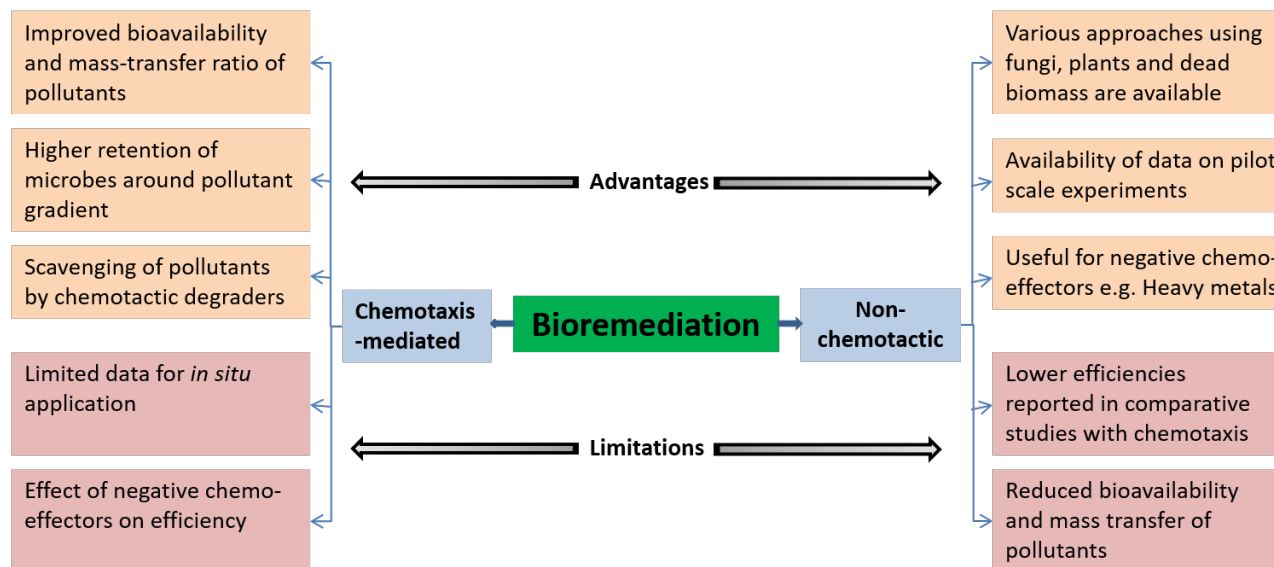 Improved bioavailability
and mass-transfer ratio of
pollutants
Higher retention of
microbes around pollutant
gradient
Scavenging of pollutants
by chemotactic degraders
Limited data for in situ
application
Effect of negative chemo-
effectors on efficiency
Chemotaxis
-mediated
Advantages
Bioremediation
Limitations
Non-
chemotactic
Various approaches using
fungi, plants and dead
biomass are available
Availability of data on pilot
scale experiments
Useful for negative chemo-
effectors e.g. Heavy metals
Lower efficiencies
reported in comparative
studies with chemotaxis
Reduced bioavailability
and mass transfer of
pollutants